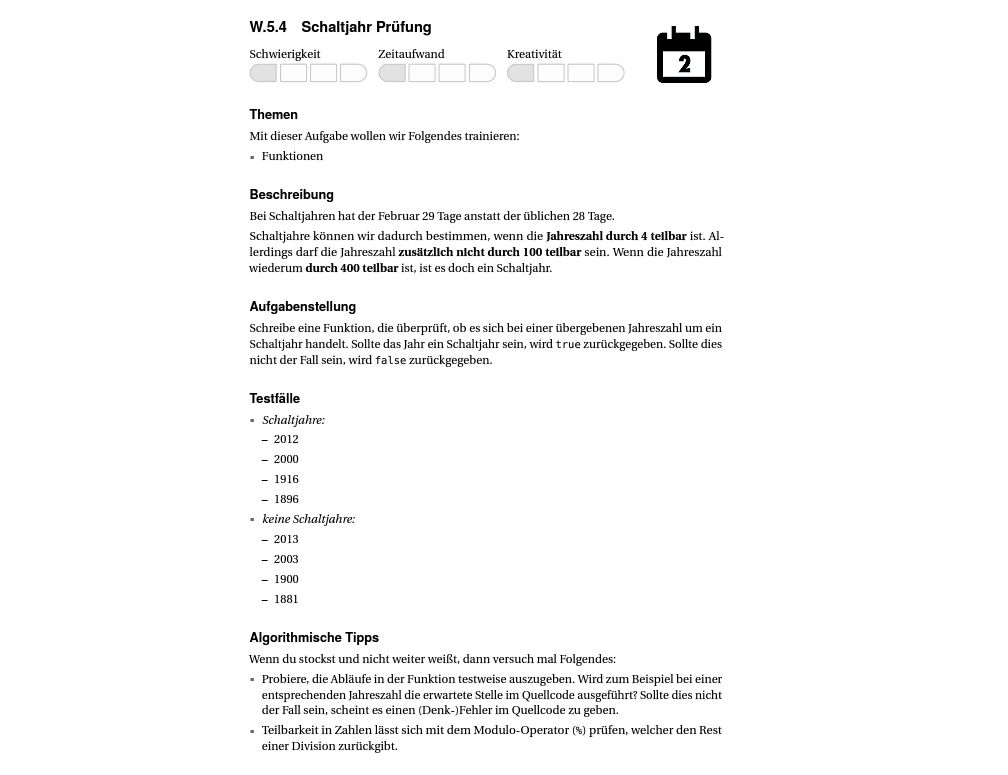 W.5.4 Schaltjahr Prüfung
Schwierigkeit Zeitaufwand Kreativität
2
Themen
Mit dieser Aufgabe wollen wir Folgendes trainieren:
▪ Funktionen
Beschreibung
Bei Schaltjahren hat der Februar 29 Tage anstatt der üblichen 28 Tage.
Schaltjahre können wir dadurch bestimmen, wenn die Jahreszahl durch 4 teilbar ist. Al-
lerdings darf die Jahreszahl zusätzlich nicht durch 100 teilbar sein. Wenn die Jahreszahl
wiederum durch 400 teilbar ist, ist es doch ein Schaltjahr.
Aufgabenstellung
Schreibe eine Funktion, die überprüft, ob es sich bei einer übergebenen Jahreszahl um ein
Schaltjahr handelt. Sollte das Jahr ein Schaltjahr sein, wird true zurückgegeben. Sollte dies
nicht der Fall sein, wird false zurückgegeben.
Testfälle
▪ Schaltjahre:
– 2012
– 2000
– 1916
– 1896
▪ keine Schaltjahre:
– 2013
– 2003
– 1900
– 1881
Algorithmische Tipps
Wenn du stockst und nicht weiter weißt, dann versuch mal Folgendes:
▪ Probiere, die Abläufe in der Funktion testweise auszugeben. Wird zum Beispiel bei einer
entsprechenden Jahreszahl die erwartete Stelle im Quellcode ausgeführt? Sollte dies nicht
der Fall sein, scheint es einen (Denk-)Fehler im Quellcode zu geben.
▪ Teilbarkeit in Zahlen lässt sich mit dem Modulo-Operator (%) prüfen, welcher den Rest
einer Division zurückgibt.